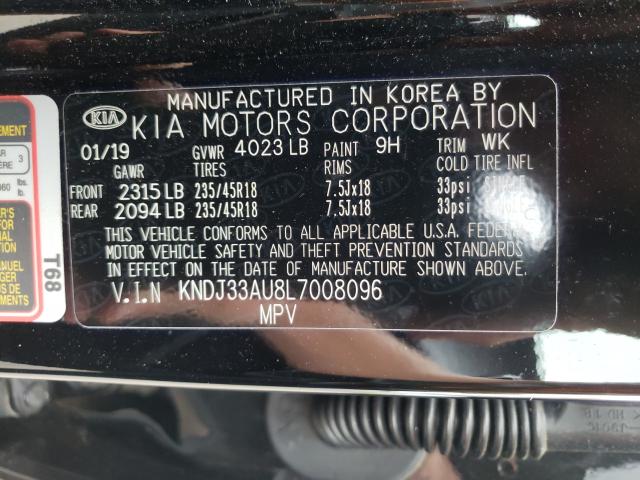 MANUFACTURED IN KOREA BY
KIA KIA MOTORS CORPORATION
01/19 GVWR 4023 LB PAINT 9H TRIM WK
GAWR TIRES RIMS COLD TIRE INFL
FRONT 2315 LB 235/45R18 7.5Jx18 33psi
REAR 2094 LB 235/45R18 7.5Jx18 33psi
THIS VEHICLE CONFORMS TO ALL APPLICABLE U.S.A.
MOTOR VEHICLE SAFETY AND THEFT PREVENTION STANDARDS
IN EFFECT ON THE DATE OF MANUFACTURE SHOWN ABOVE.
V.I.N KNDJ33AU8L7008096
MPV
EMENT
3
lbs.
T68